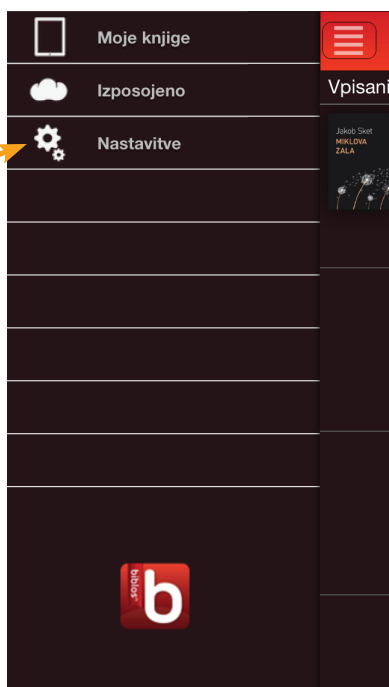 Moje knjige
Izposojeno
Nastavitve
Vpisani
Jakob Sket
MIKLOVA
ZALA
biblos
b